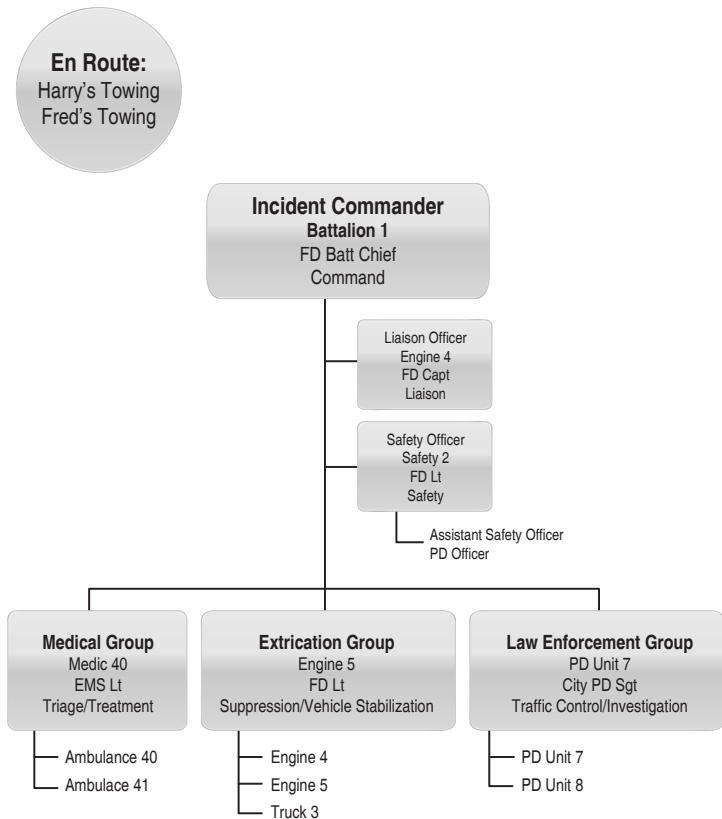 En Route:
Harry's Towing
Fred's Towing
Incident Commander
Battalion 1
FD Batt Chief
Command
Liaison Officer
Engine 4
FD Capt
Liaison
Safety Officer
Safety 2
FD Lt
Safety
Assistant Safety Officer
PD Officer
Medical Group
Medic 40
EMS Lt
Triage/Treatment
Ambulance 40
Ambulace 41
Extrication Group
Engine 5
FD Lt
Suppression/Vehicle Stabilization
Engine 4
Engine 5
Truck 3
Law Enforcement Group
PD Unit 7
City PD Sgt
Traffic Control/Investigation
PD Unit 7
PD Unit 8